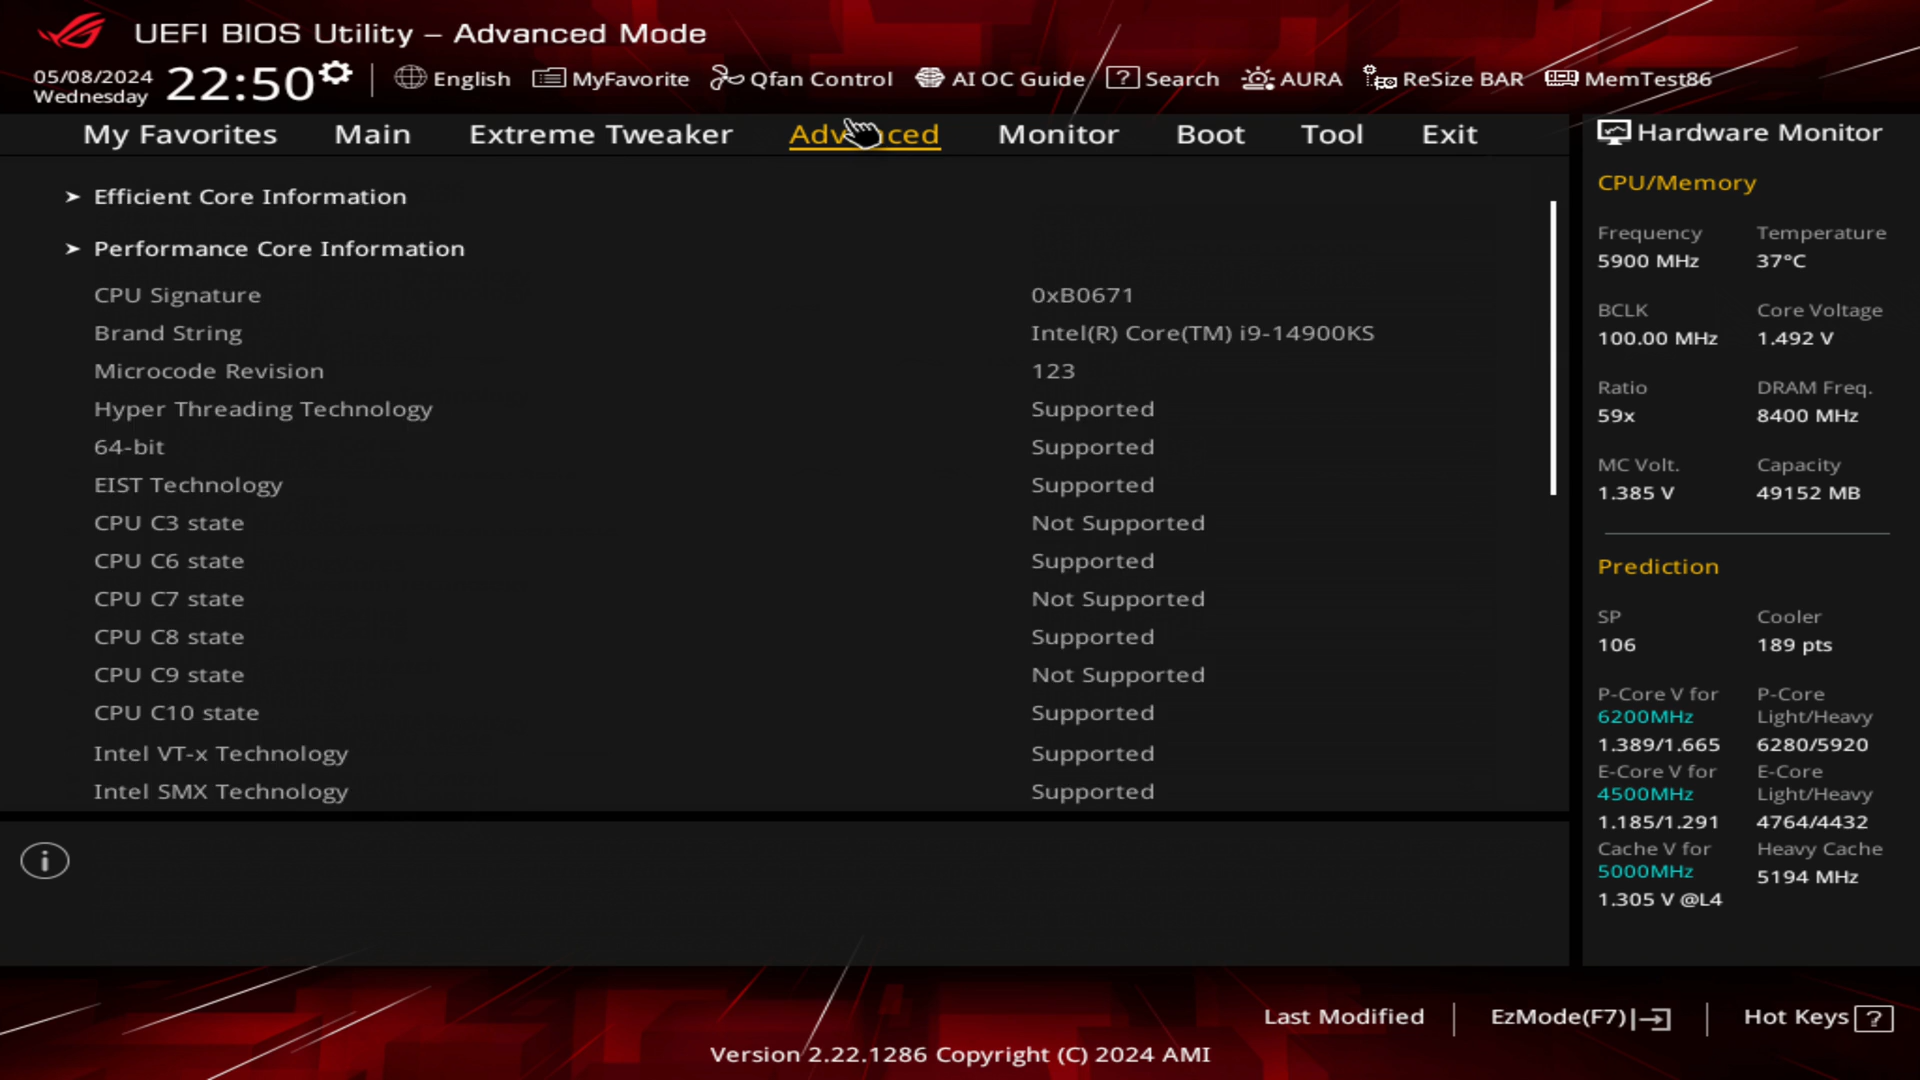 UEFI BIOS Utility – Advanced Mode
05/08/2024
Wednesday
22:50
English
MyFavorite
Qfan Control
AI OC Guide
? Search
AURA
ReSize BAR
MemTest86
My Favorites
Main
Extreme Tweaker
Advanced
Monitor
Boot
Tool
Exit
Efficient Core Information
Performance Core Information
CPU Signature 0xB0671
Brand String Intel(R) Core(TM) i9-14900KS
Microcode Revision 123
Hyper Threading Technology Supported
64-bit Supported
EIST Technology Supported
CPU C3 state Not Supported
CPU C6 state Supported
CPU C7 state Not Supported
CPU C8 state Supported
CPU C9 state Not Supported
CPU C10 state Supported
Intel VT-x Technology Supported
Intel SMX Technology Supported
i
Hardware Monitor
CPU/Memory
Frequency Temperature
5900 MHz 37°C
BCLK Core Voltage
100.00 MHz 1.492 V
Ratio DRAM Freq.
59x 8400 MHz
MC Volt. Capacity
1.385 V 49152 MB
Prediction
SP Cooler
106 189 pts
P-Core V for P-Core
6200MHz Light/Heavy
1.389/1.665 6280/5920
E-Core V for E-Core
4500MHz Light/Heavy
1.185/1.291 4764/4432
Cache V for Heavy Cache
5000MHz 5194 MHz
1.305 V @L4
Last Modified
EzMode(F7)
Hot Keys ?
Version 2.22.1286 Copyright (C) 2024 AMI